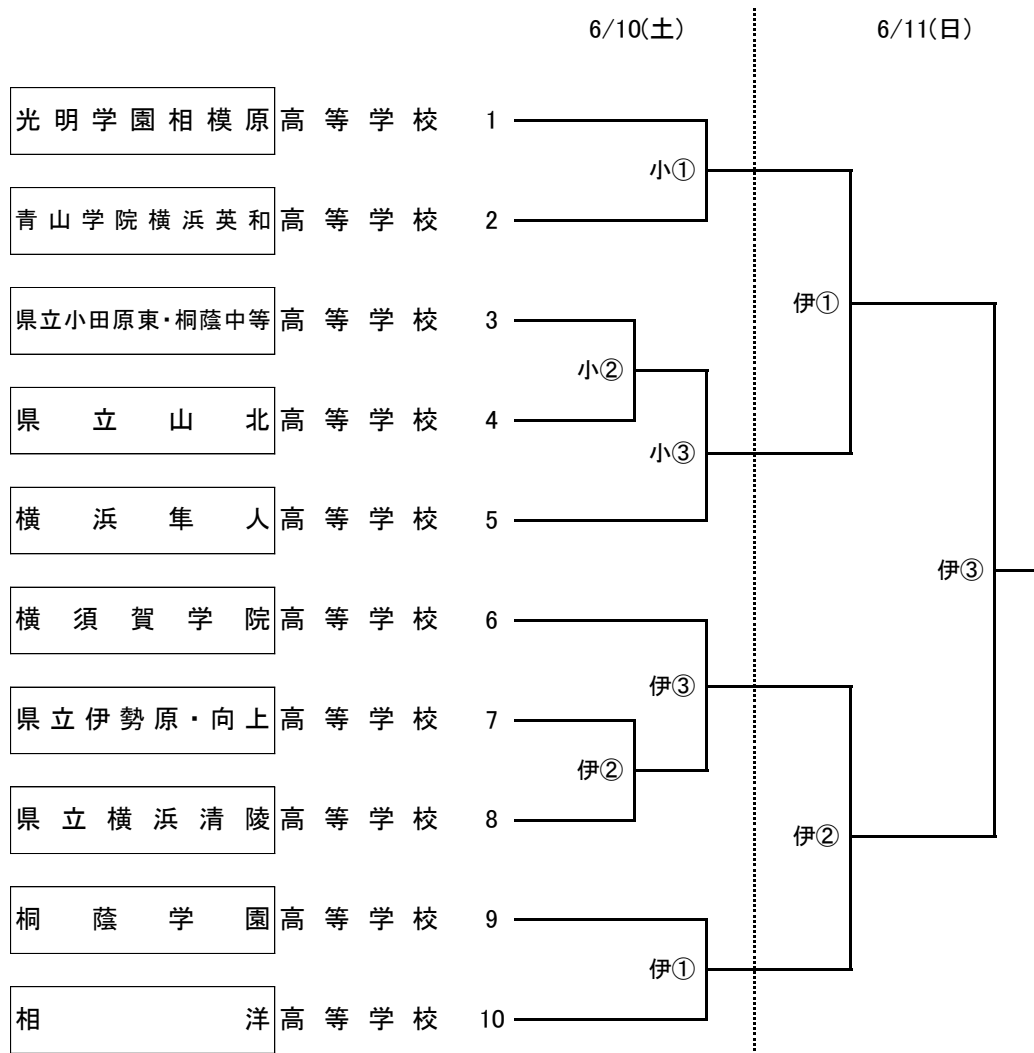 6/10(土) 6/11(日)
光明学園相模原高等学校 1
小①
青山学院横浜英和高等学校 2
伊①
県立小田原東・桐蔭中等高等学校 3
小②
県立山北高等学校 4
小③
横浜隼人高等学校 5
伊③
横須賀学院高等学校 6
伊③
県立伊勢原・向上高等学校 7
伊②
県立横浜清陵高等学校 8
伊②
桐蔭学園高等学校 9
伊①
相洋高等学校 10